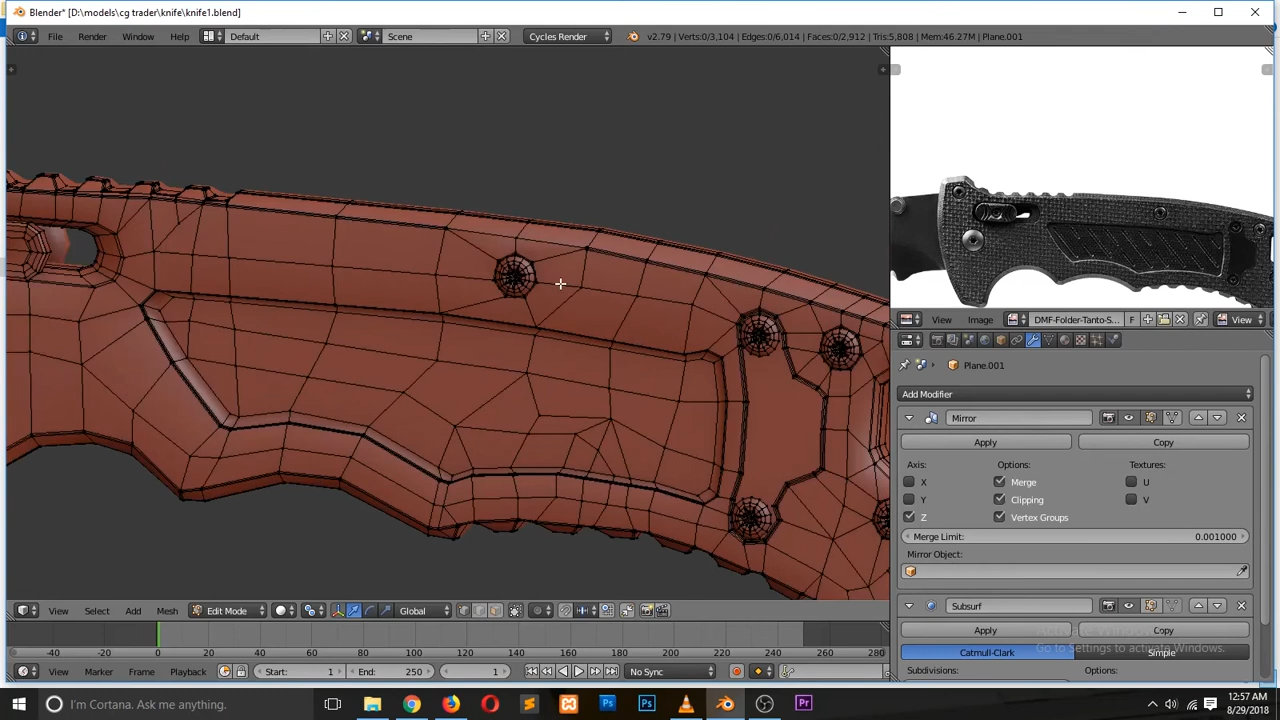 Blender* [D:\models\cg trader\knife\knife1.blend]
File Render Window Help Default Scene Cycles Render v2.79 | Verts:0/3,104 | Edges:0/6,014 | Faces:0/2,912 | Tris:5,808 | Mem:46.27M | Plane.001
View Image DMF-Folder-Tanto-S... F View
Plane.001
Add Modifier
Mirror
Apply Copy
Axis: Options: Textures:
X Merge U
Y Clipping V
Z Vertex Groups
Merge Limit: 0.001000
Mirror Object:
Subsurf
Apply Copy
Catmull-Clark Simple
Subdivisions: Options:
Activate Windows
Go to Settings to activate Windows.
View Select Add Mesh Edit Mode Global
-40 -20 0 20 40 60 80 100 120 140 160 180 200 220 240 260 280
View Marker Frame Playback Start: 1 End: 250 1 No Sync
I'm Cortana. Ask me anything.
12:57 AM
8/29/2018